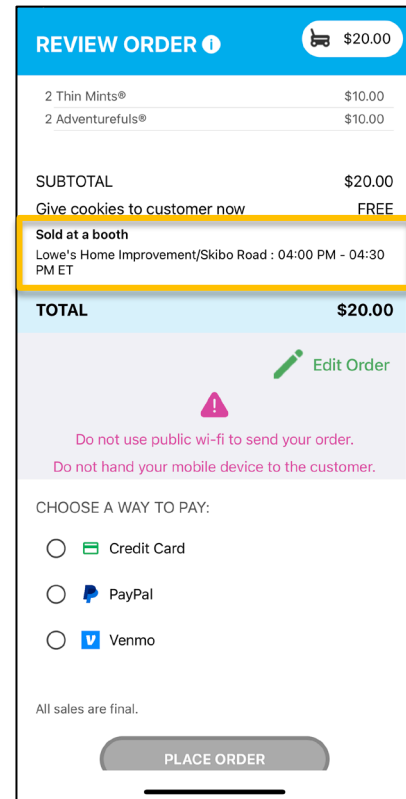 REVIEW ORDER i
$20.00
2 Thin Mints® $10.00
2 Adventurefuls® $10.00
SUBTOTAL $20.00
Give cookies to customer now FREE
Sold at a booth
Lowe's Home Improvement/Skibo Road : 04:00 PM - 04:30
PM ET
TOTAL $20.00
Edit Order
!
Do not use public wi-fi to send your order.
Do not hand your mobile device to the customer.
CHOOSE A WAY TO PAY:
Credit Card
PayPal
Venmo
All sales are final.
PLACE ORDER